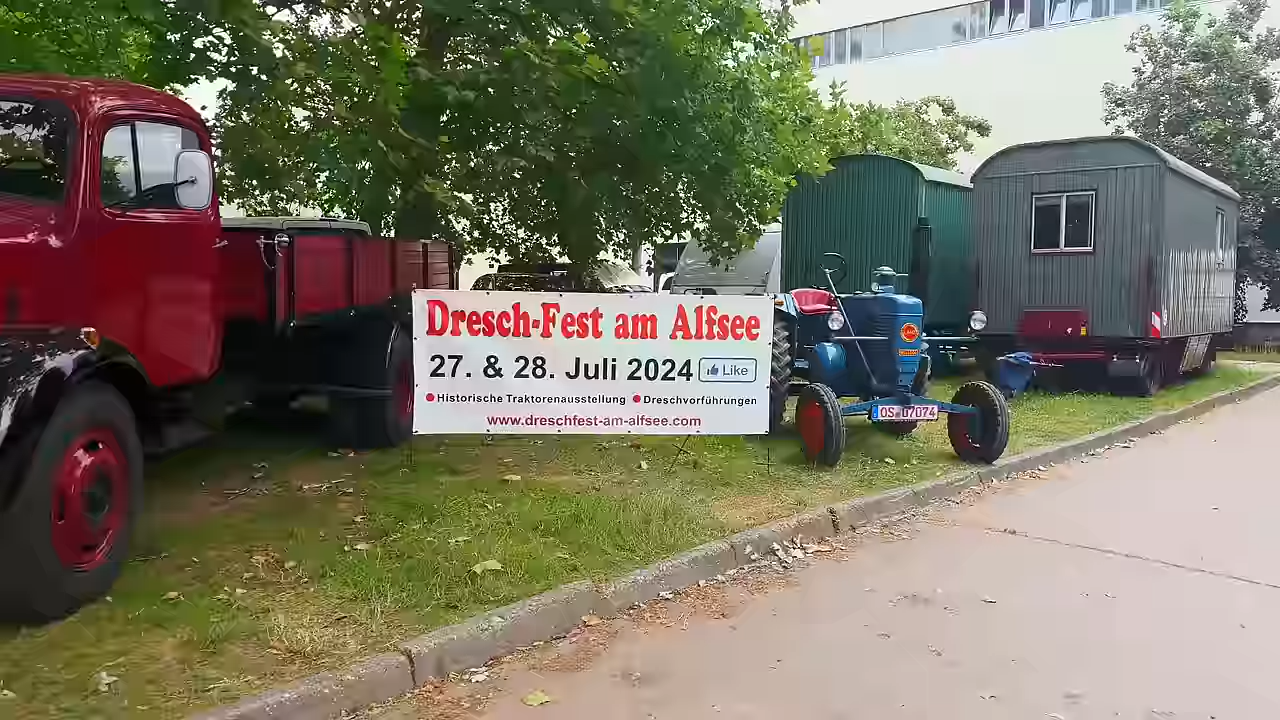 Dresch-Fest am Alfsee
27. & 28. Juli 2024 Like
Historische Traktorenausstellung Dreschvorführungen
www.dreschfest-am-alfsee.com
LANZ
OS 07074